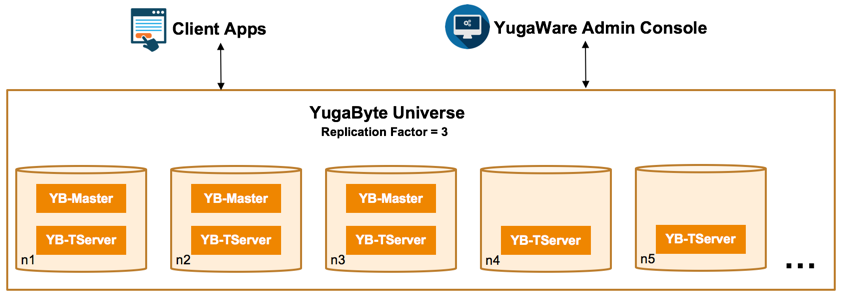 Client Apps
YugaWare Admin Console
YugaByte Universe
Replication Factor = 3
YB-Master
YB-Master
YB-Master
YB-TServer
YB-TServer
YB-TServer
YB-TServer
YB-TServer
n1
n2
n3
n4
n5
...